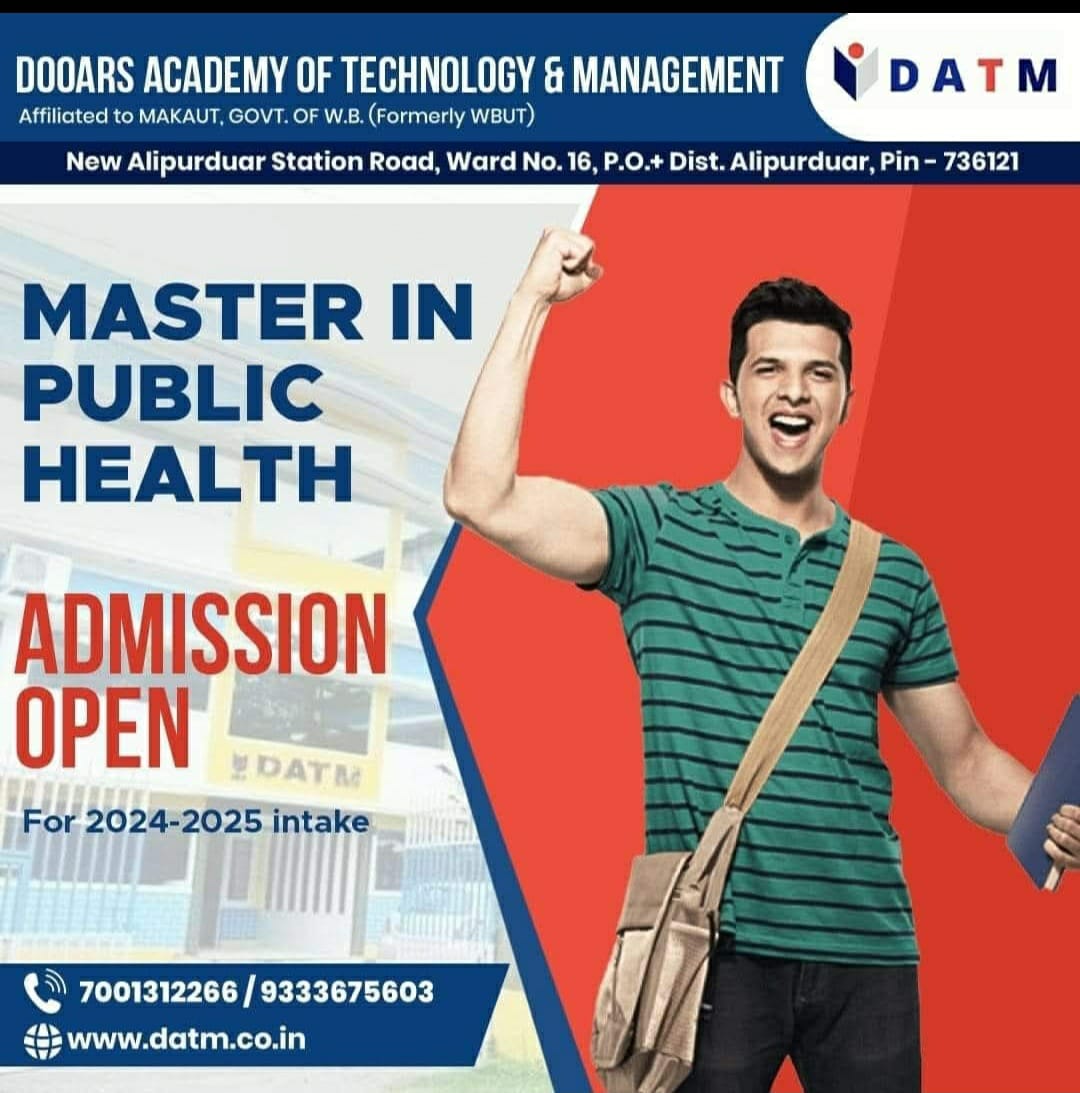 DOOARS ACADEMY OF TECHNOLOGY & MANAGEMENT
Affiliated to MAKAUT, GOVT. OF W.B. (Formerly WBUT)
DATM
New Alipurduar Station Road, Ward No. 16, P.O.+ Dist. Alipurduar, Pin - 736121
MASTER IN
PUBLIC
HEALTH
ADMISSION
OPEN
DATM
For 2024-2025 intake
7001312266 / 9333675603
www.datm.co.in